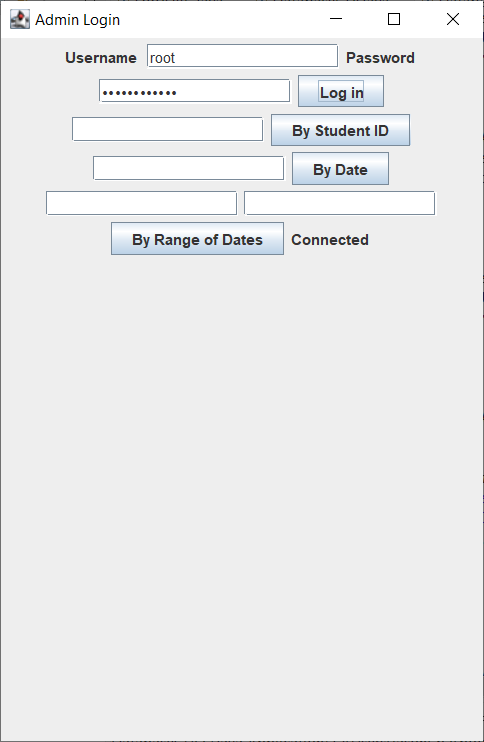 Admin Login
Username root Password
•••••••••••• Log in
By Student ID
By Date
By Range of Dates Connected